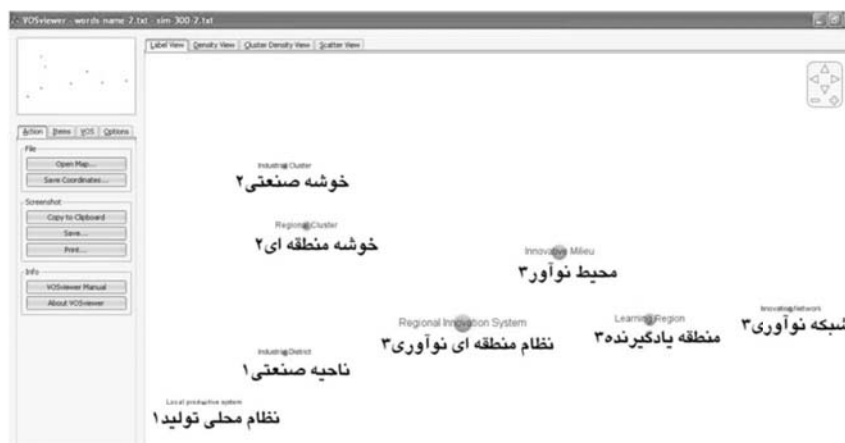 VOSviewer - words name-2.txt - sim 300-2.txt
Label View Density View Cluster Density View Scatter View
Action Items VOS Options
File
Open Map...
Save Coordinates...
Screenshot
Copy to Clipboard
Save...
Print...
Info
VOSviewer Manual
About VOSviewer
Industrial Cluster
خوشه صنعتی۲
Regional Cluster
خوشه منطقه ای۲
Innovative Milieu
محیط نوآور۳
Regional Innovation System
نظام منطقه ای نوآوری۳
Learning Region
منطقه یادگیرنده۳
Innovating Network
شبکه نوآوری۳
Industrial District
ناحیه صنعتی۱
Local productive system
نظام محلی تولید۱